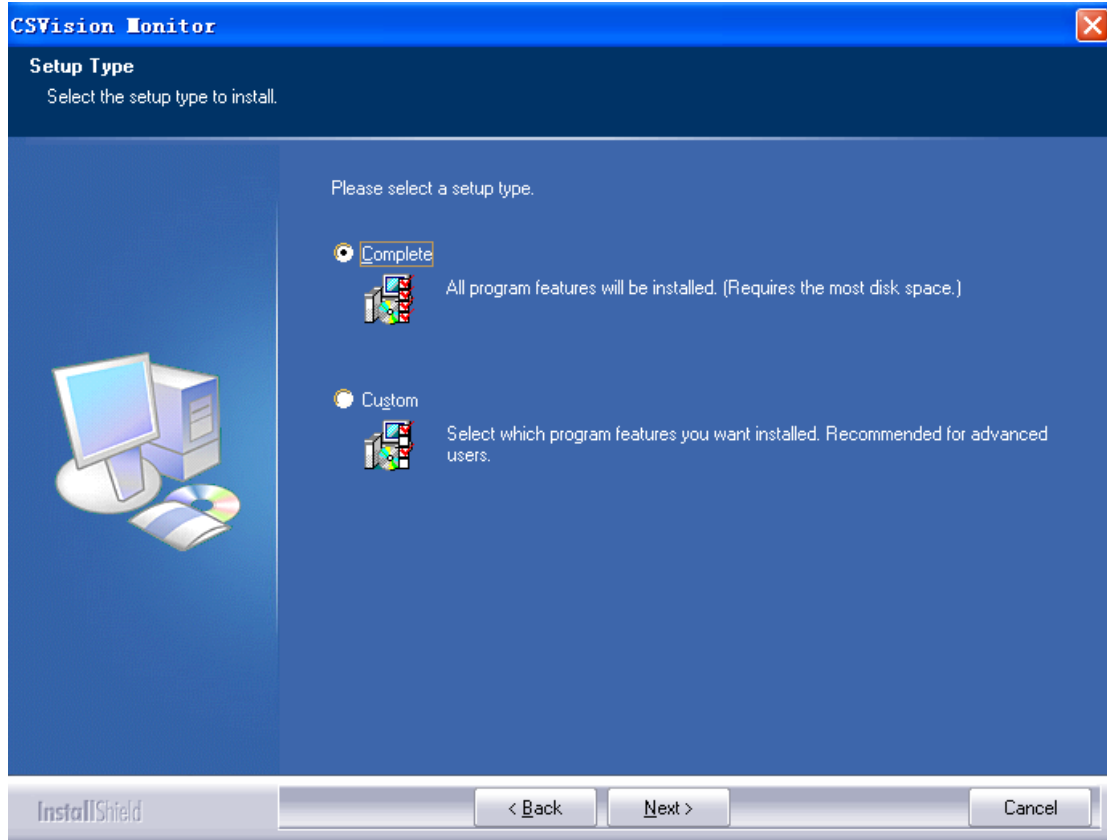 CSVision Monitor
Setup Type
Select the setup type to install.
Please select a setup type.
Complete
All program features will be installed. (Requires the most disk space.)
Custom
Select which program features you want installed. Recommended for advanced
users.
InstallShield
< Back
Next >
Cancel